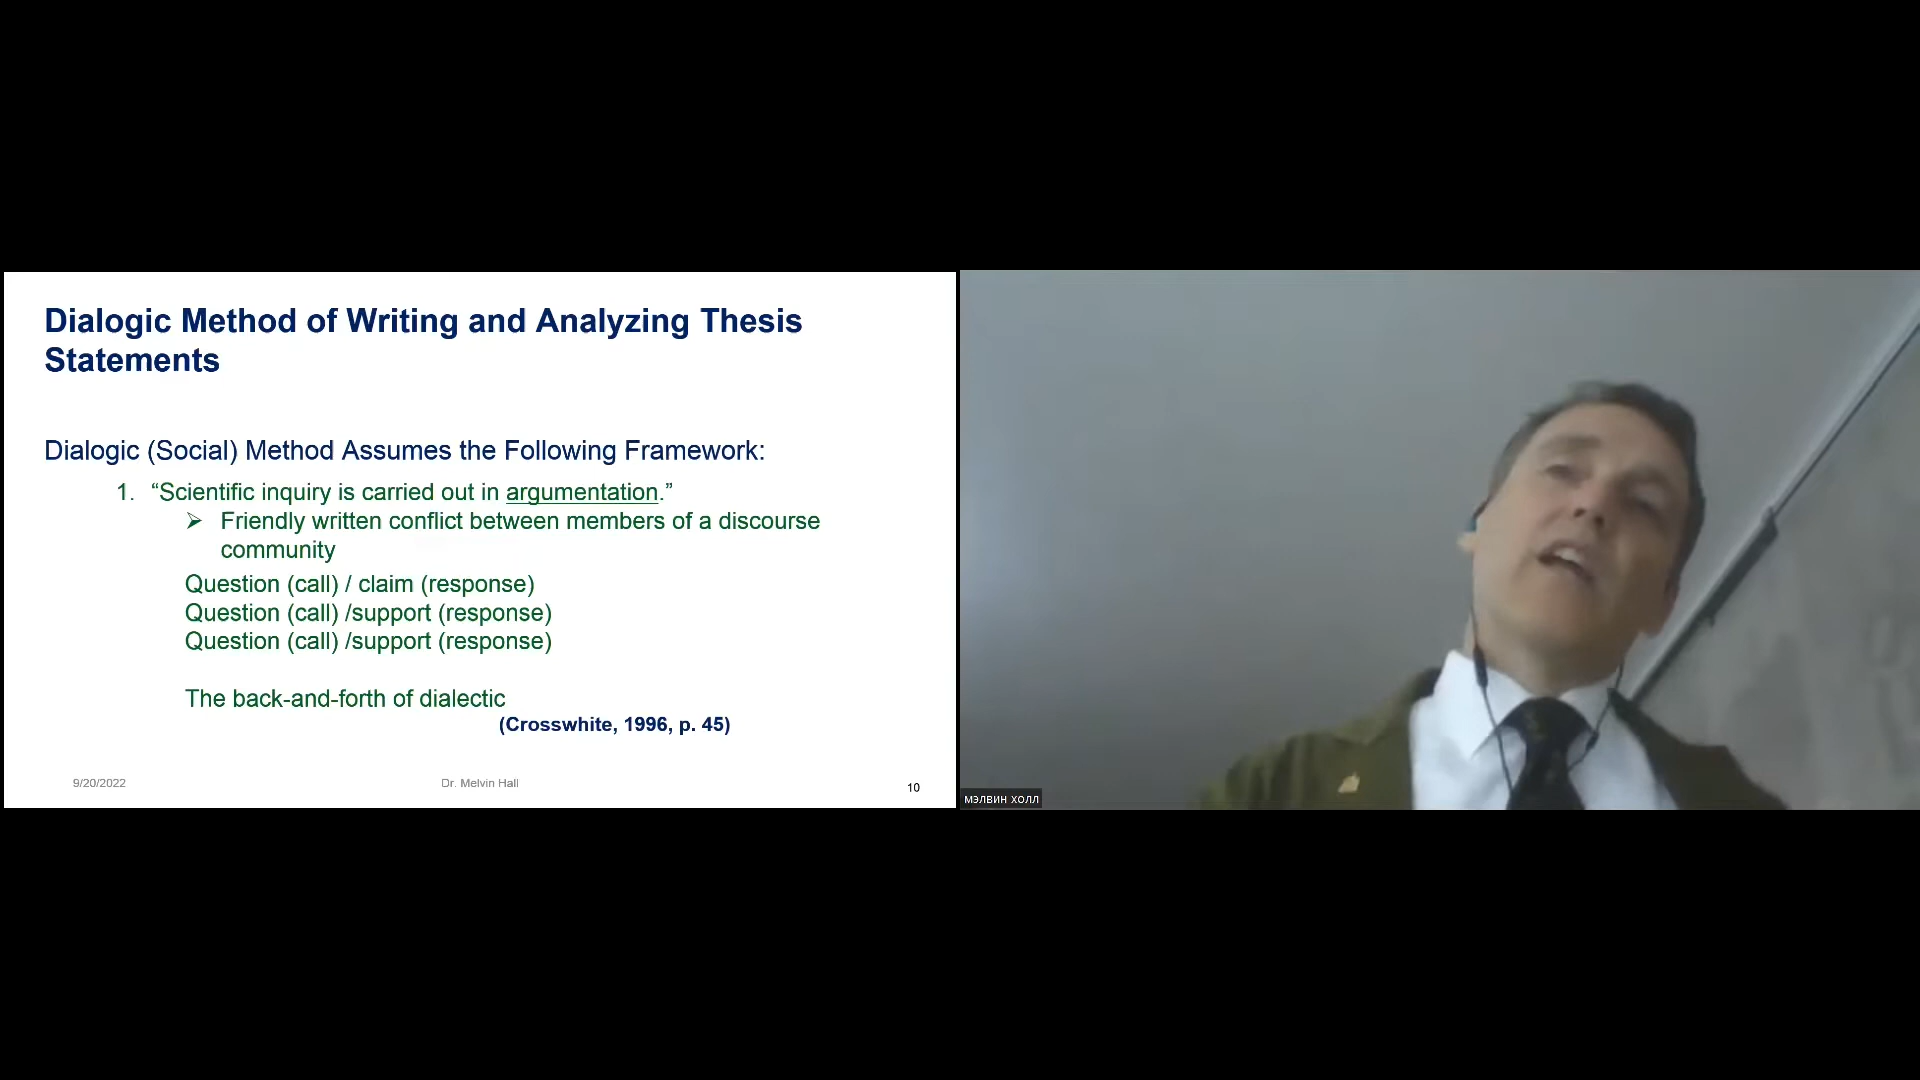 Dialogic Method of Writing and Analyzing Thesis
Statements
Dialogic (Social) Method Assumes the Following Framework:
1. “Scientific inquiry is carried out in argumentation.”
➢ Friendly written conflict between members of a discourse
community
Question (call) / claim (response)
Question (call) /support (response)
Question (call) /support (response)
The back-and-forth of dialectic
(Crosswhite, 1996, p. 45)
9/20/2022
Dr. Melvin Hall
10
мэлвин холл